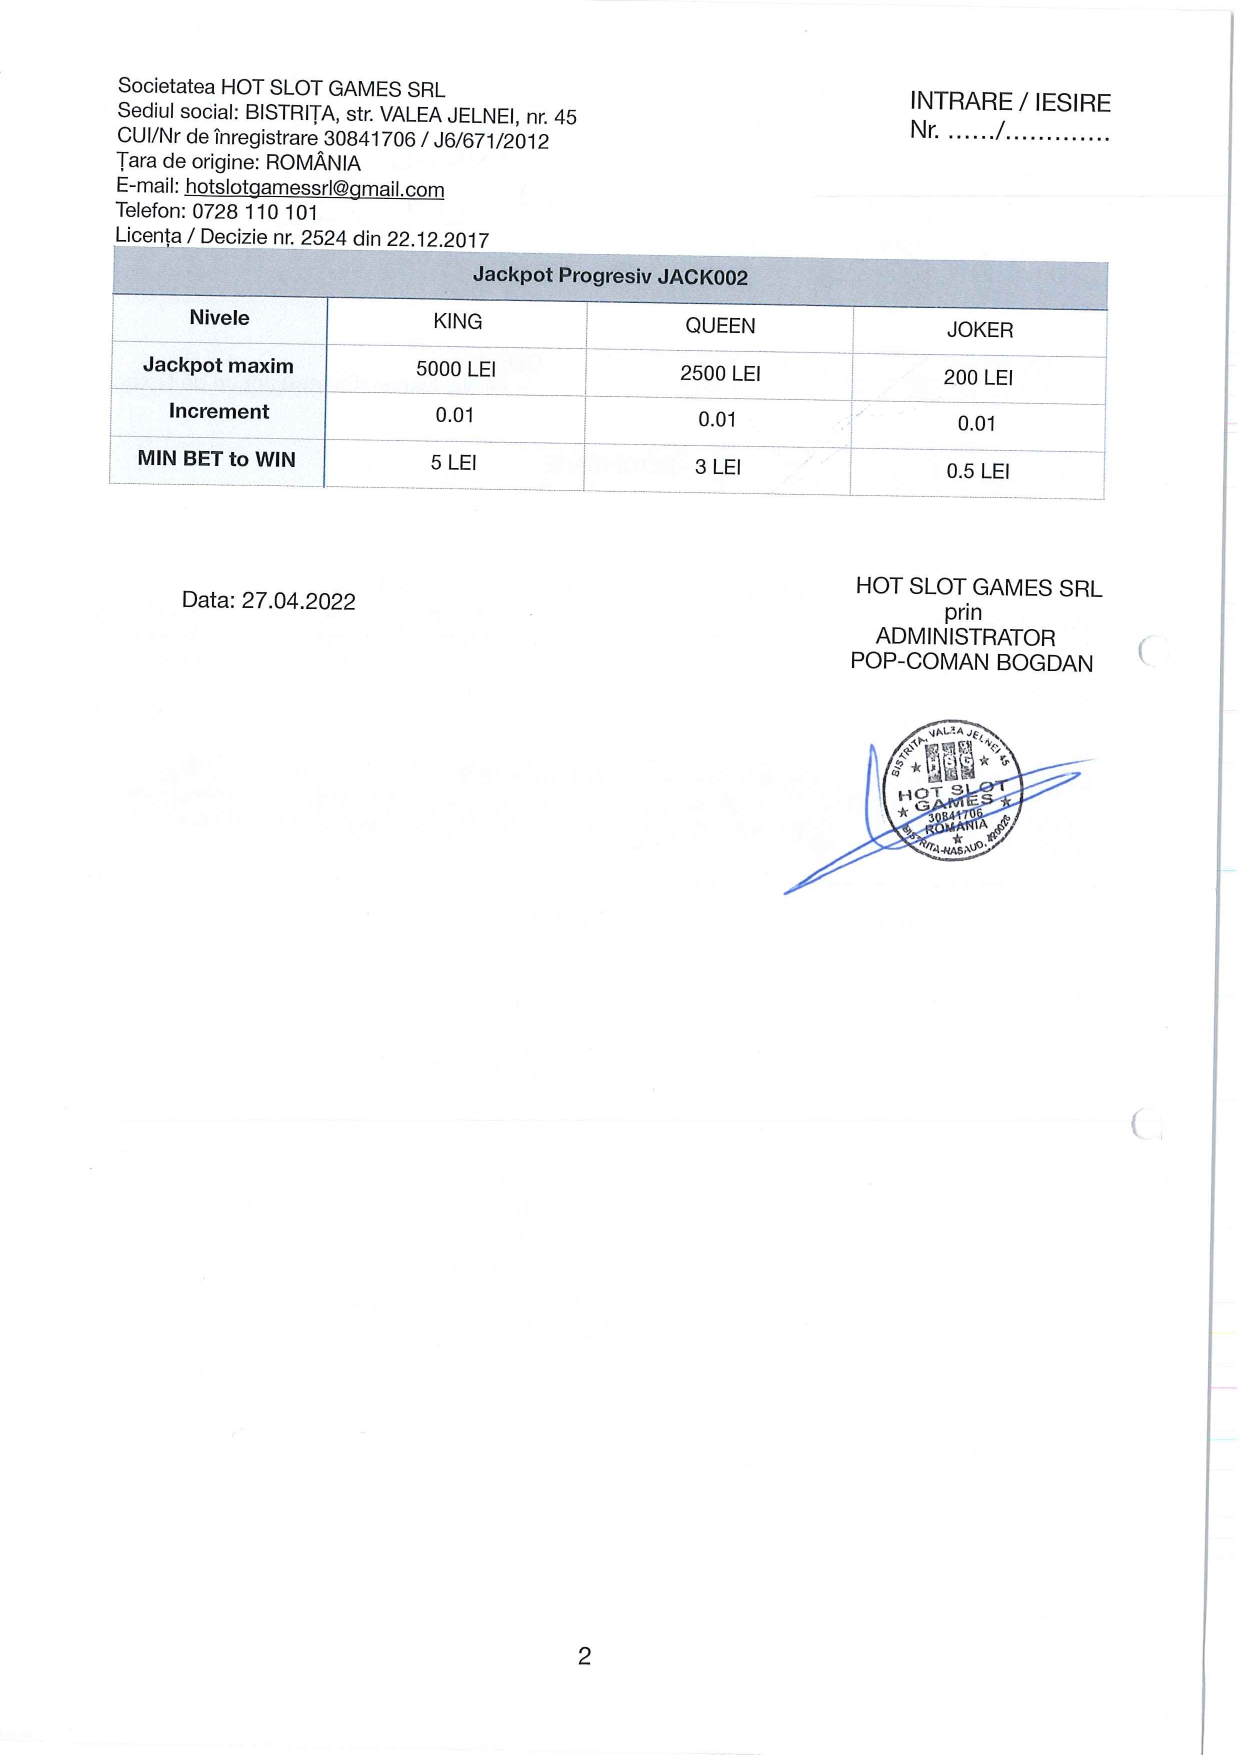 Societatea HOT SLOT GAMES SRL
Sediul social: BISTRIȚA, str. VALEA JELNEI, nr. 45
CUI/Nr de înregistrare 30841706 / J6/671/2012
Țara de origine: ROMÂNIA
E-mail: hotslotgamessrl@gmail.com
Telefon: 0728 110 101
Licența / Decizie nr. 2524 din 22.12.2017
INTRARE / IESIRE
Nr. ....../.............
Jackpot Progresiv JACK002
Nivele KING QUEEN JOKER
Jackpot maxim 5000 LEI 2500 LEI 200 LEI
Increment 0.01 0.01 0.01
MIN BET to WIN 5 LEI 3 LEI 0.5 LEI
Data: 27.04.2022
HOT SLOT GAMES SRL
prin
ADMINISTRATOR
POP-COMAN BOGDAN
BISTRITA, VALEA JELNEI 45
HOT SLOT
GAMES
30841706
ROMANIA
BISTRITA-NASAUD, 420026
2